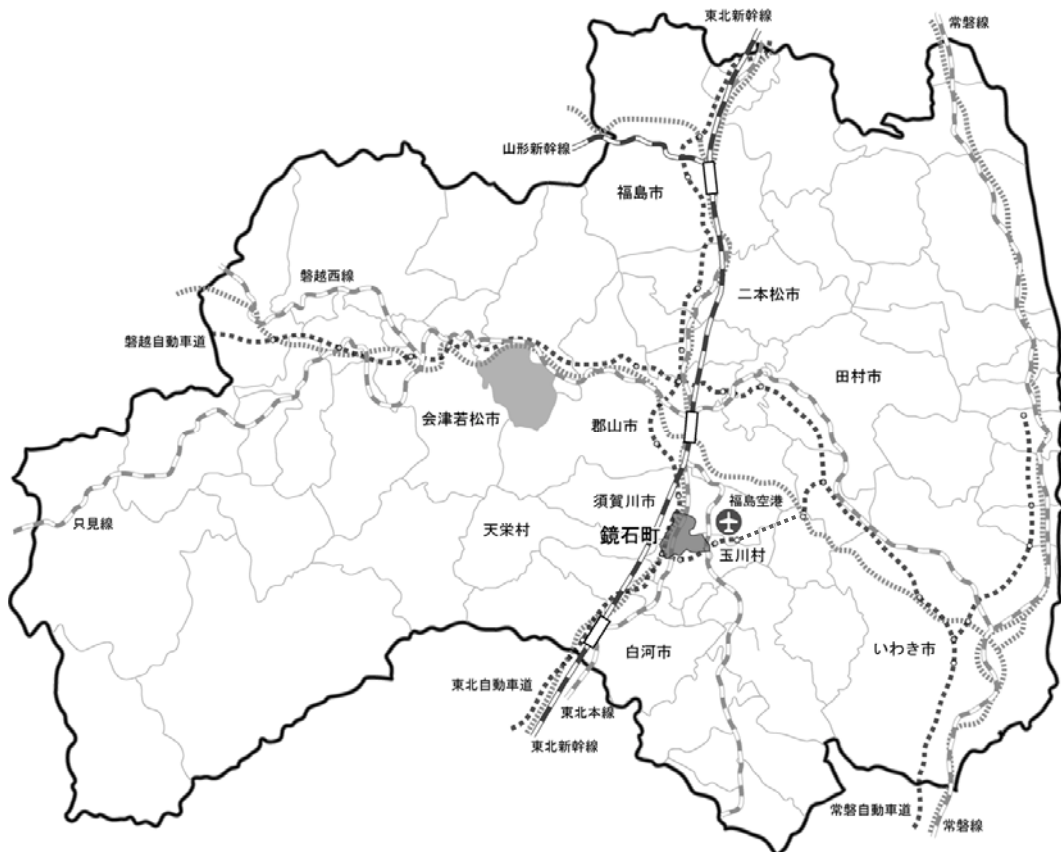 東北新幹線
常磐線
山形新幹線
福島市
磐越西線
二本松市
磐越自動車道
田村市
会津若松市
郡山市
須賀川市
福島空港
只見線
天栄村
鏡石町
玉川村
白河市
いわき市
東北自動車道
東北本線
東北新幹線
常磐自動車道
常磐線